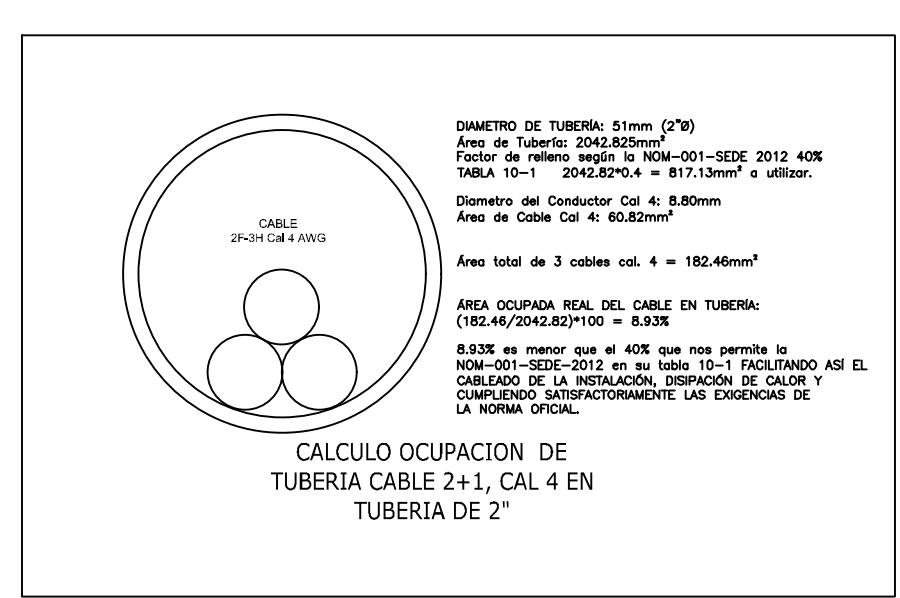 DIAMETRO DE TUBERÍA: 51mm (2"Ø)
Área de Tubería: 2042.825mm²
Factor de relleno según la NOM-001-SEDE 2012 40%
TABLA 10-1 2042.82*0.4 = 817.13mm² a utilizar.
Diametro del Conductor Cal 4: 8.80mm
Área de Cable Cal 4: 60.82mm²
CABLE
2F-3H Cal 4 AWG
Área total de 3 cables cal. 4 = 182.46mm²
ÁREA OCUPADA REAL DEL CABLE EN TUBERÍA:
(182.46/2042.82)*100 = 8.93%
8.93% es menor que el 40% que nos permite la
NOM-001-SEDE-2012 en su tabla 10-1 FACILITANDO ASÍ EL
CABLEADO DE LA INSTALACIÓN, DISIPACIÓN DE CALOR Y
CUMPLIENDO SATISFACTORIAMENTE LAS EXIGENCIAS DE
LA NORMA OFICIAL.
CALCULO OCUPACION DE
TUBERIA CABLE 2+1, CAL 4 EN
TUBERIA DE 2"